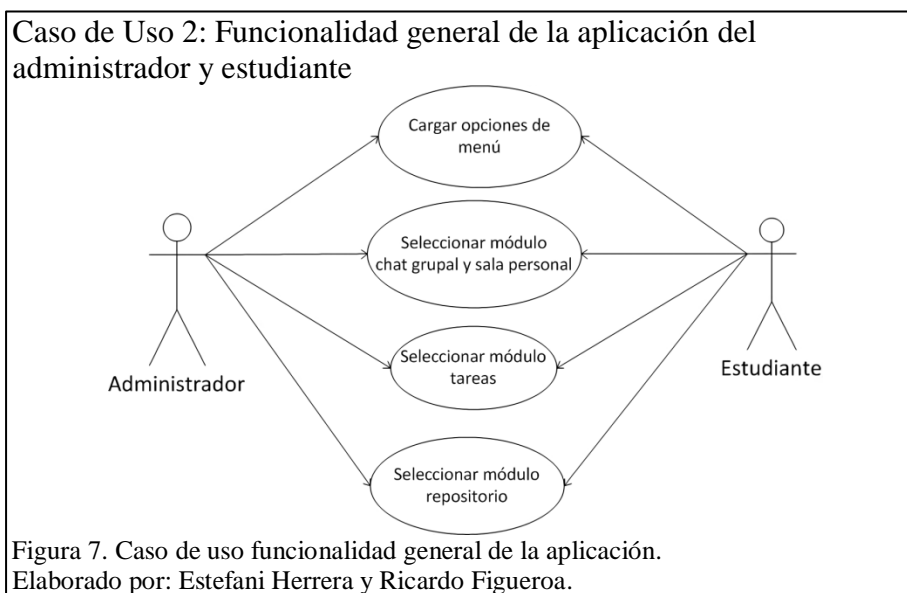 Caso de Uso 2: Funcionalidad general de la aplicación del
administrador y estudiante
Cargar opciones de
menú
Seleccionar módulo
chat grupal y sala personal
Seleccionar módulo
tareas
Administrador
Estudiante
Seleccionar módulo
repositorio
Figura 7. Caso de uso funcionalidad general de la aplicación.
Elaborado por: Estefani Herrera y Ricardo Figueroa.